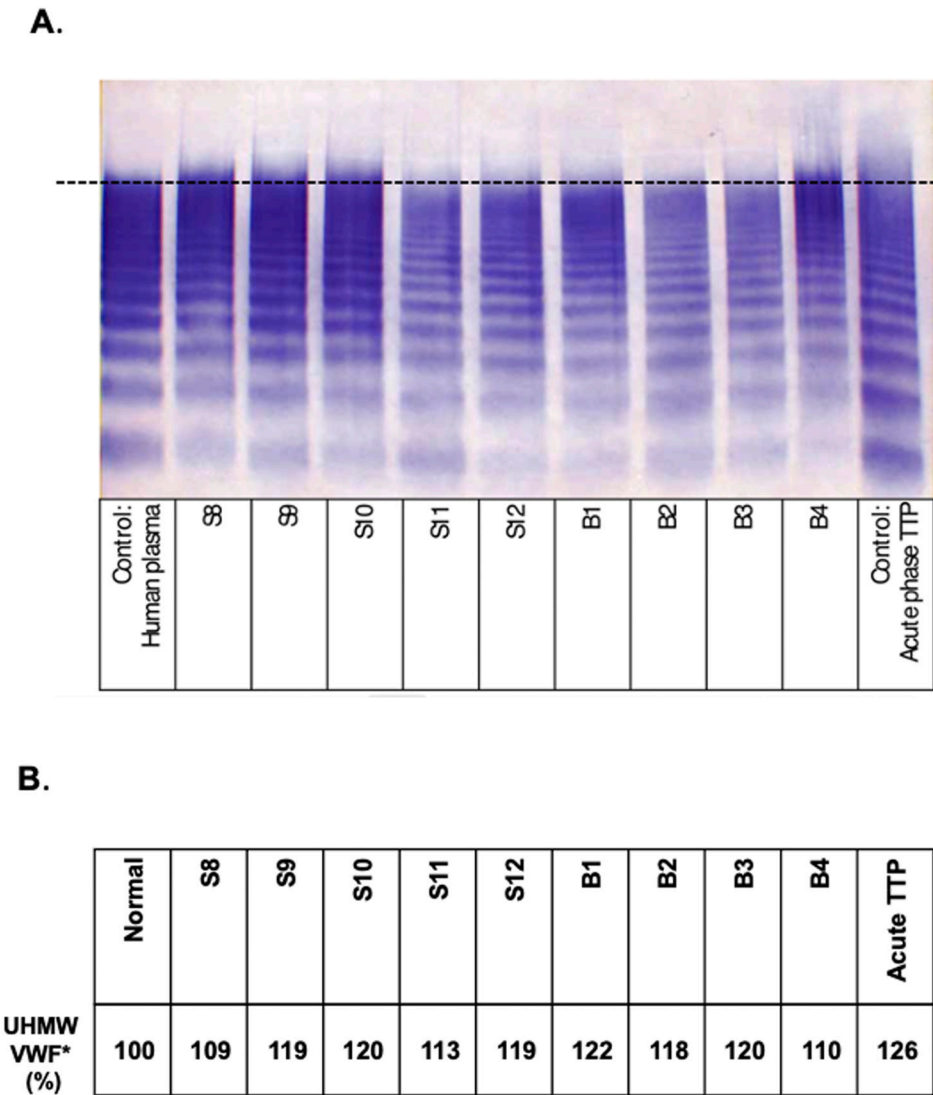 A.
Control:
Human plasma
S8
S9
S10
S11
S12
B1
B2
B3
B4
Control:
Acute phase TTP
B.
Normal
S8
S9
S10
S11
S12
B1
B2
B3
B4
Acute TTP
UHMW
VWF*
(%)
100
109
119
120
113
119
122
118
120
110
126